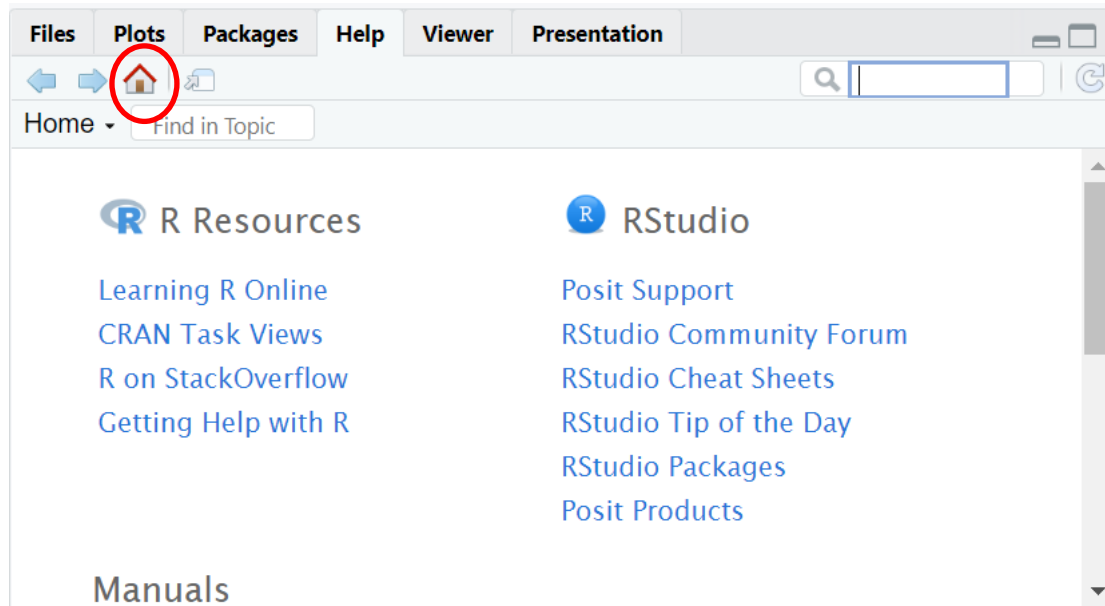 Files Plots Packages Help Viewer Presentation
Home Find in Topic
R R Resources
Learning R Online
CRAN Task Views
R on StackOverflow
Getting Help with R
R RStudio
Posit Support
RStudio Community Forum
RStudio Cheat Sheets
RStudio Tip of the Day
RStudio Packages
Posit Products
Manuals